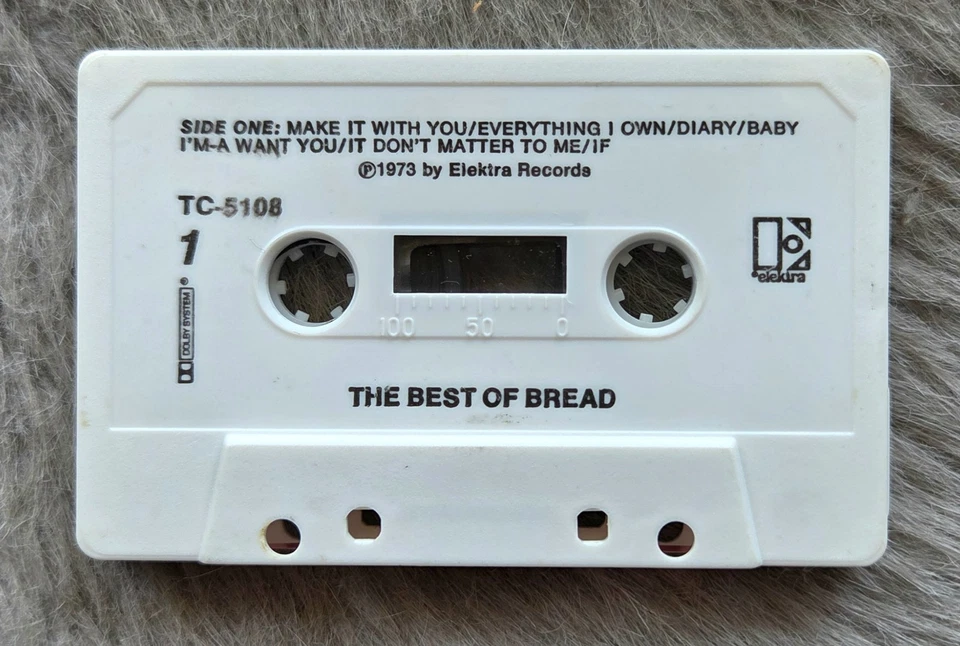 SIDE ONE: MAKE IT WITH YOU/EVERYTHING I OWN/DIARY/BABY
I'M-A WANT YOU/IT DON'T MATTER TO ME/IF
℗1973 by Elektra Records
TC-5108
1
DOLBY SYSTEM ®
elektra
100 50 0
THE BEST OF BREAD